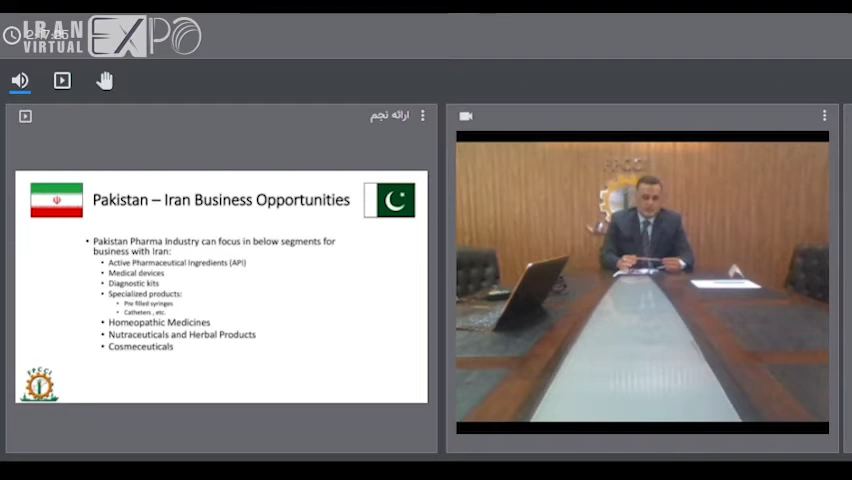 IRAN
VIRTUAL
EXPO
ارائه نجم
Pakistan – Iran Business Opportunities
• Pakistan Pharma Industry can focus in below segments for
business with Iran:
• Active Pharmaceutical Ingredients (API)
• Medical devices
• Diagnostic kits
• Specialized products:
• Pre filled syringes
• Catheters , etc.
• Homeopathic Medicines
• Nutraceuticals and Herbal Products
• Cosmeceuticals
FPCCI
FPCCI